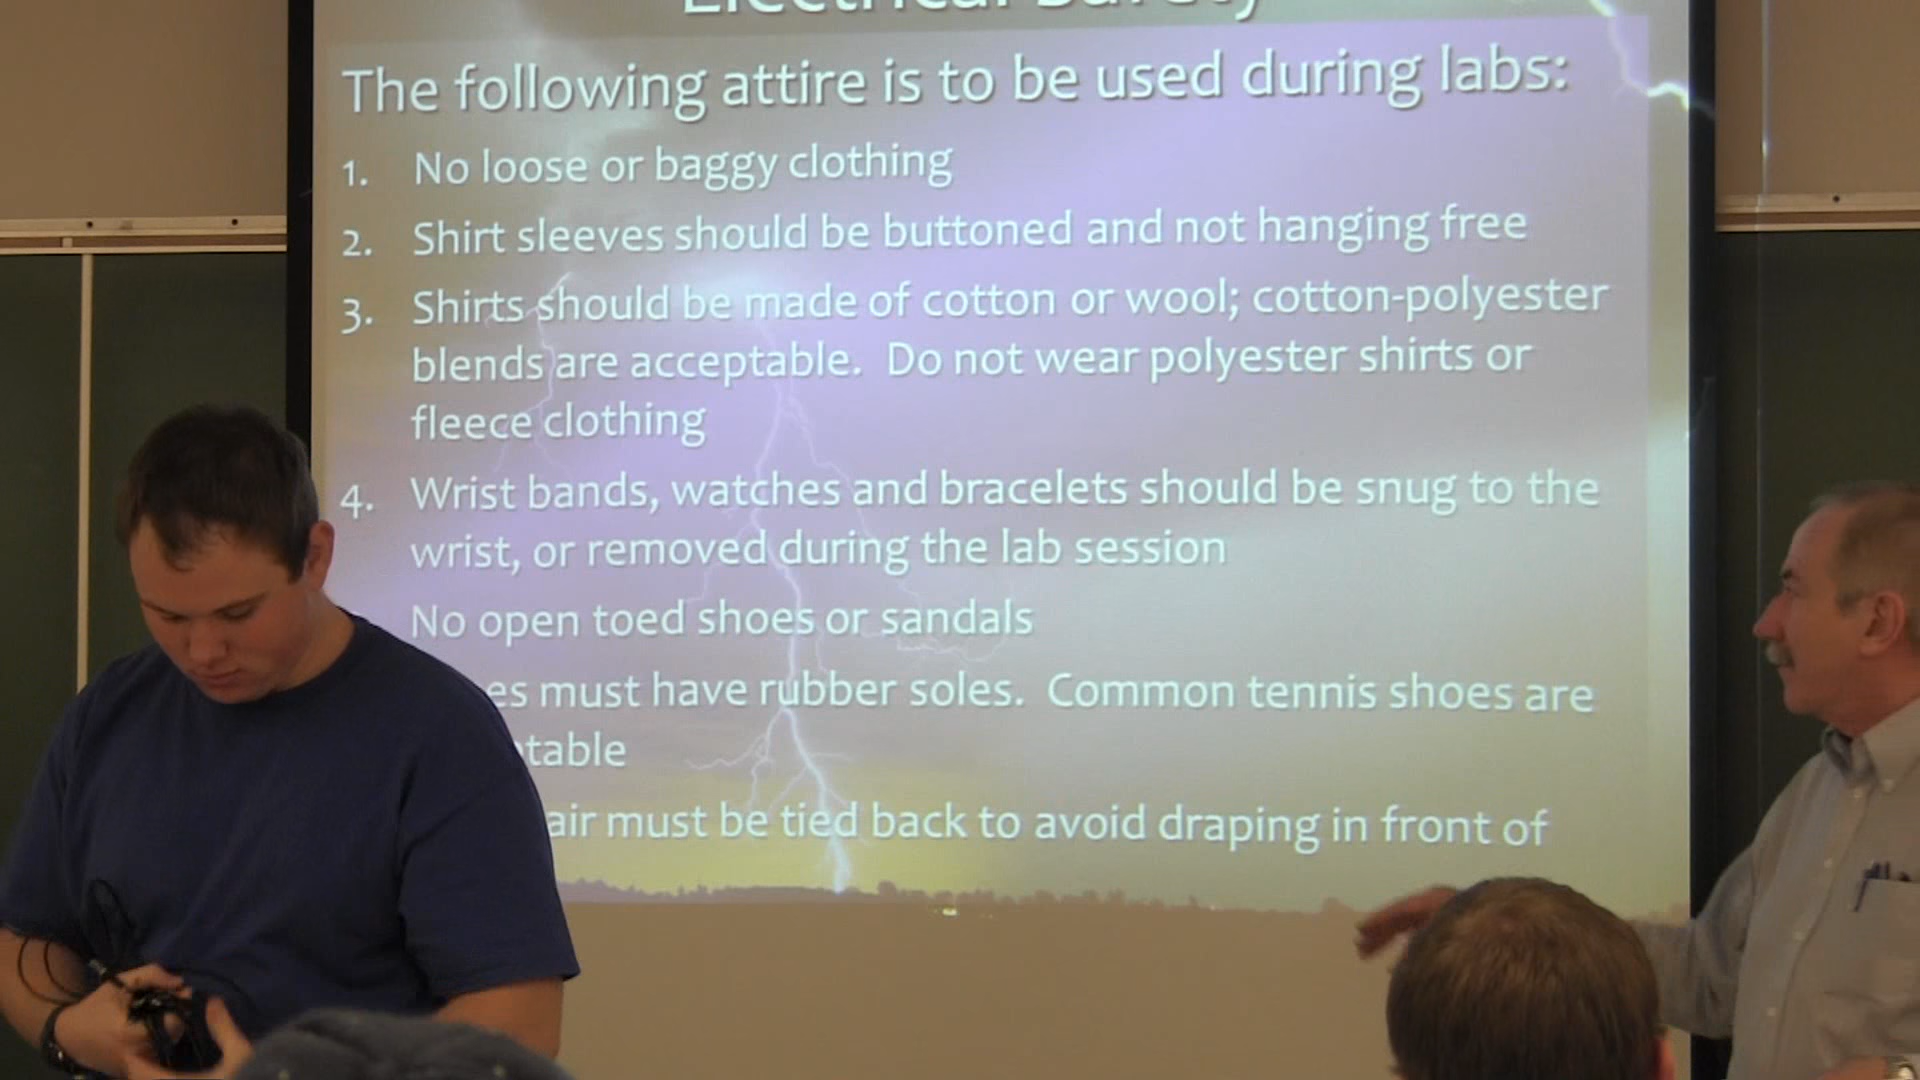 Electrical Safety
The following attire is to be used during labs:
1. No loose or baggy clothing
2. Shirt sleeves should be buttoned and not hanging free
3. Shirts should be made of cotton or wool; cotton-polyester
blends are acceptable. Do not wear polyester shirts or
fleece clothing
4. Wrist bands, watches and bracelets should be snug to the
wrist, or removed during the lab session
No open toed shoes or sandals
es must have rubber soles. Common tennis shoes are
table
air must be tied back to avoid draping in front of